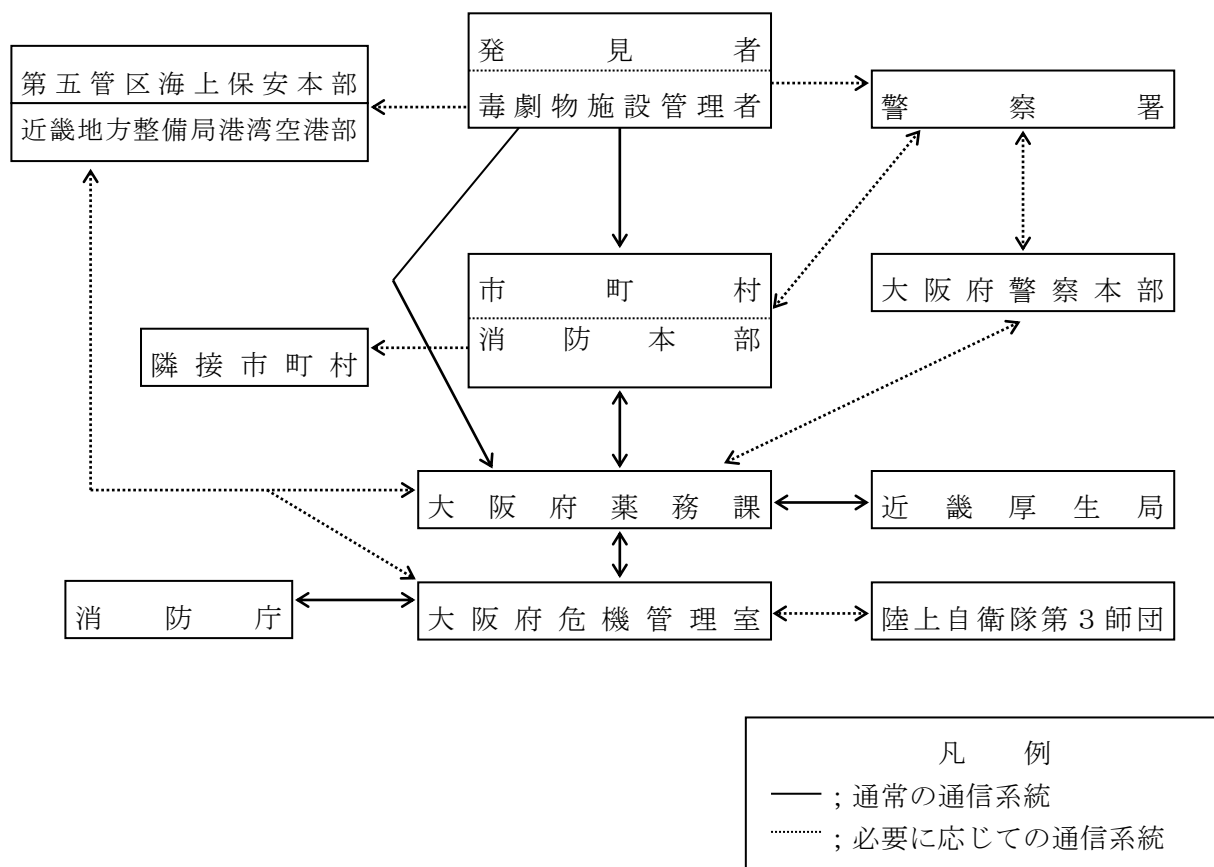 発見者
毒劇物施設管理者
第五管区海上保安本部
近畿地方整備局港湾空港部
警察署
市町村
消防本部
大阪府警察本部
隣接市町村
大阪府薬務課
近畿厚生局
消防庁
大阪府危機管理室
陸上自衛隊第3師団
凡例
;通常の通信系統
;必要に応じての通信系統